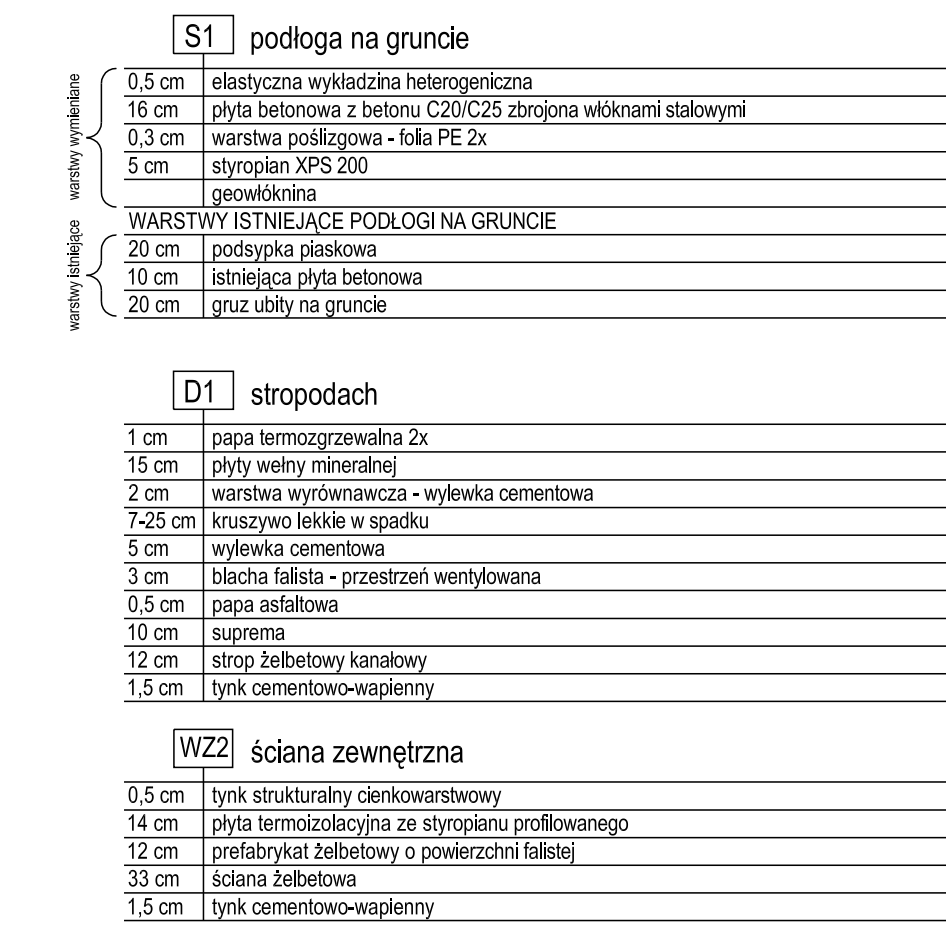 S1 podłoga na gruncie
warstwy wymieniane
0,5 cm elastyczna wykładzina heterogeniczna
16 cm płyta betonowa z betonu C20/C25 zbrojona włóknami stalowymi
0,3 cm warstwa poślizgowa - folia PE 2x
5 cm styropian XPS 200
geowłóknina
WARSTWY ISTNIEJĄCE PODŁOGI NA GRUNCIE
warstwy istniejące
20 cm podsypka piaskowa
10 cm istniejąca płyta betonowa
20 cm gruz ubity na gruncie
D1 stropodach
1 cm papa termozgrzewalna 2x
15 cm płyty wełny mineralnej
2 cm warstwa wyrównawcza - wylewka cementowa
7-25 cm kruszywo lekkie w spadku
5 cm wylewka cementowa
3 cm blacha falista - przestrzeń wentylowana
0,5 cm papa asfaltowa
10 cm suprema
12 cm strop żelbetowy kanałowy
1,5 cm tynk cementowo-wapienny
WZ2 ściana zewnętrzna
0,5 cm tynk strukturalny cienkowarstwowy
14 cm płyta termoizolacyjna ze styropianu profilowanego
12 cm prefabrykat żelbetowy o powierzchni falistej
33 cm ściana żelbetowa
1,5 cm tynk cementowo-wapienny